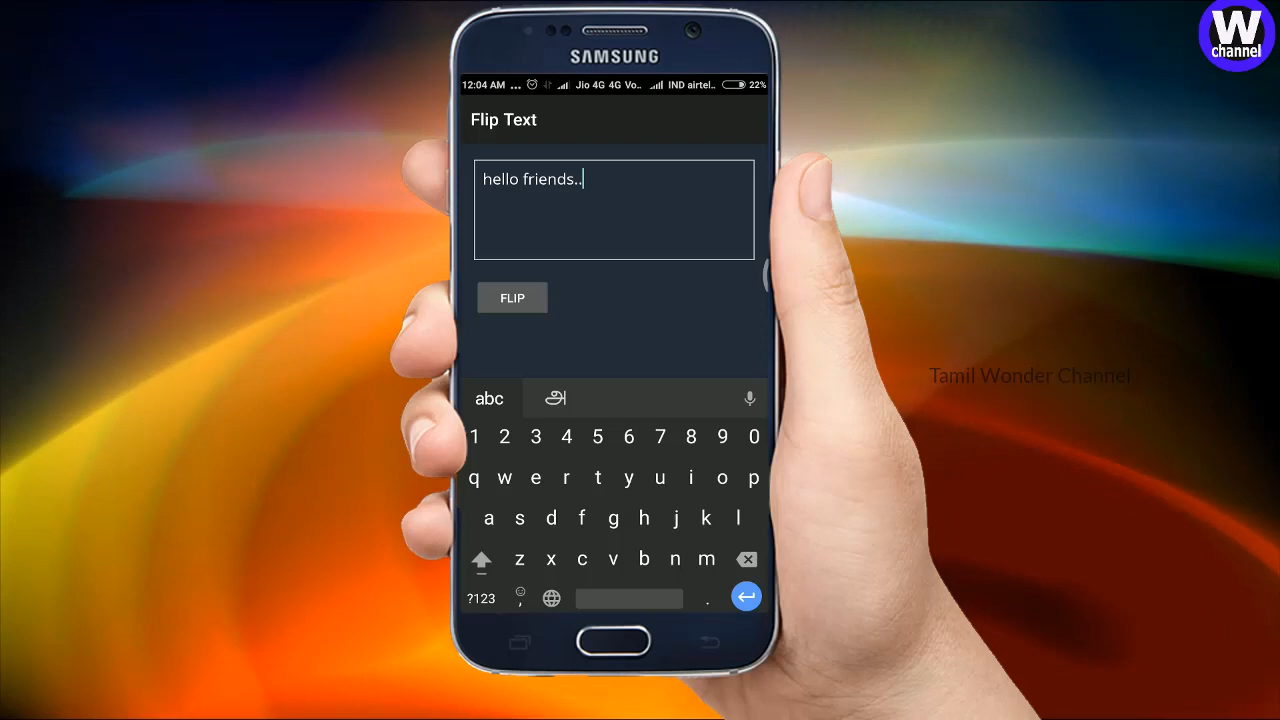 W
channel
SAMSUNG
12:04 AM ... Jio 4G 4G Vo.. IND airtel.. 22%
Flip Text
hello friends..
FLIP
Tamil Wonder Channel
abc அ
1 2 3 4 5 6 7 8 9 0
q w e r t y u i o p
a s d f g h j k l
z x c v b n m
?123 , .